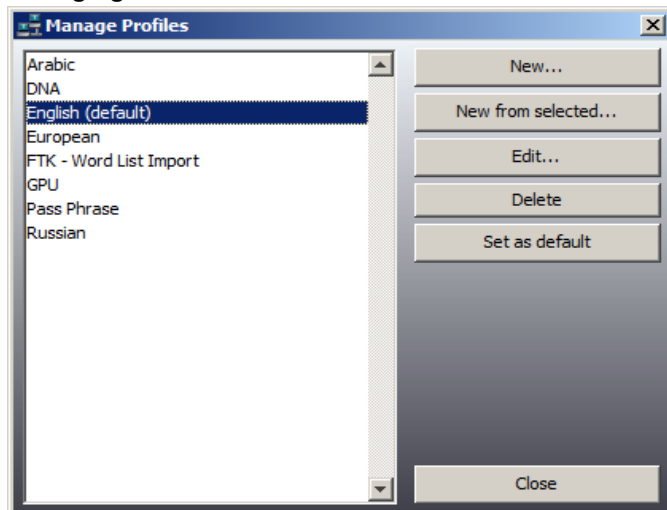 Manage Profiles
Arabic
DNA
English (default)
European
FTK - Word List Import
GPU
Pass Phrase
Russian
New...
New from selected...
Edit...
Delete
Set as default
Close